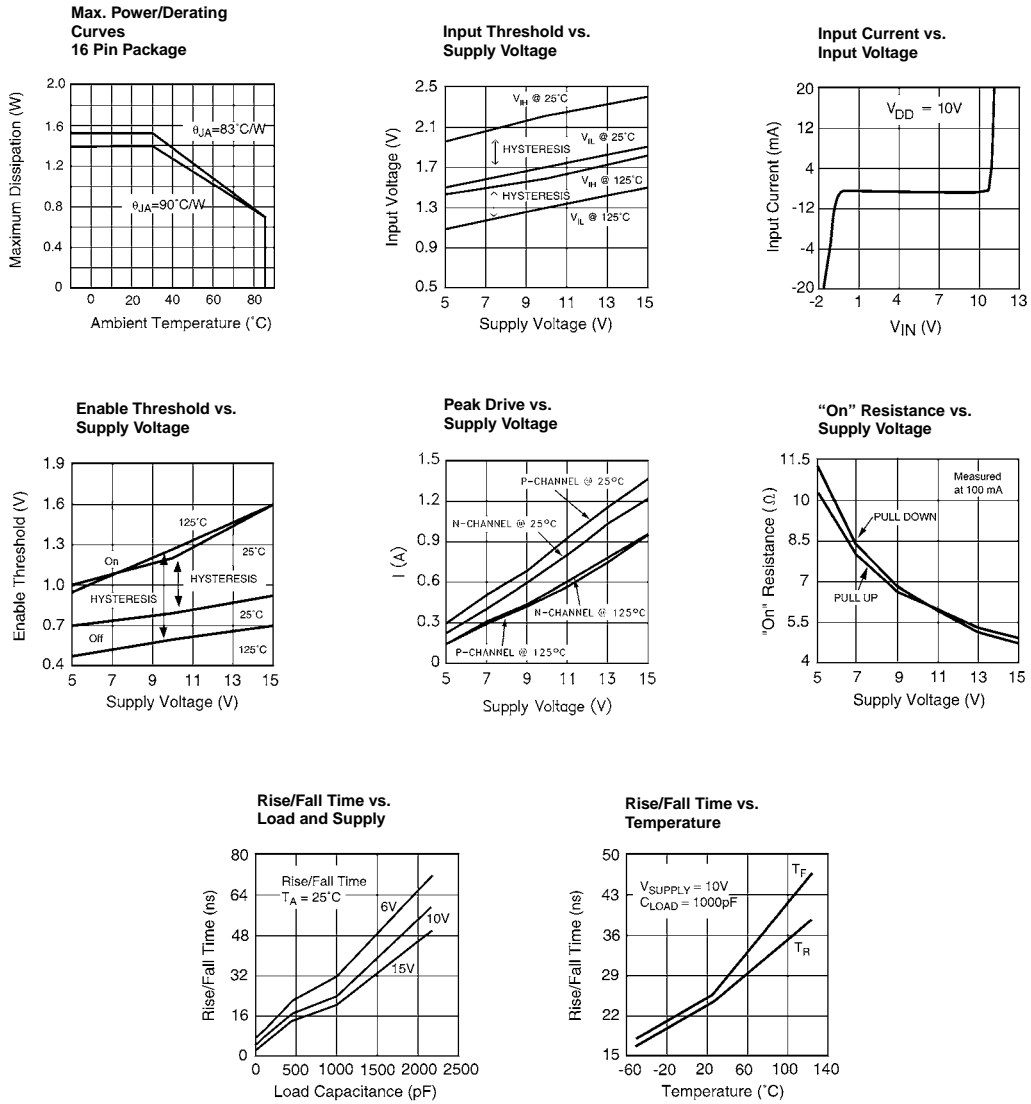 Max. Power/Derating
Curves
16 Pin Package
2.0
1.6
1.2
0.8
0.4
0
Maximum Dissipation (W)
θJA=83°C/W
θJA=90°C/W
0 20 40 60 80
Ambient Temperature (°C)
Input Threshold vs.
Supply Voltage
2.5
2.1
1.7
1.3
0.9
0.5
Input Voltage (V)
VIH @ 25°C
VIL @ 25°C
HYSTERESIS
VIH @ 125°C
HYSTERESIS
VIL @ 125°C
5 7 9 11 13 15
Supply Voltage (V)
Input Current vs.
Input Voltage
20
12
4
-12
-4
-20
Input Current (mA)
VDD = 10V
-2 1 4 7 10 13
VIN (V)
Enable Threshold vs.
Supply Voltage
1.9
1.6
1.3
1.0
0.7
0.4
Enable Threshold (V)
125°C
25°C
On
HYSTERESIS
HYSTERESIS
25°C
Off
125°C
5 7 9 11 13 15
Supply Voltage (V)
Peak Drive vs.
Supply Voltage
1.5
1.2
0.9
0.6
0.3
0
I (A)
P-CHANNEL @ 25ºC
N-CHANNEL @ 25ºC
N-CHANNEL @ 125ºC
P-CHANNEL @ 125ºC
5 7 9 11 13 15
Supply Voltage (V)
“On” Resistance vs.
Supply Voltage
11.5
10
8.5
7
5.5
4
"On" Resistance (Ω)
Measured
at 100 mA
PULL DOWN
PULL UP
5 7 9 11 13 15
Supply Voltage (V)
Rise/Fall Time vs.
Load and Supply
80
64
48
32
16
0
Rise/Fall Time (ns)
Rise/Fall Time
TA = 25°C
6V
10V
15V
0 500 1000 1500 2000 2500
Load Capacitance (pF)
Rise/Fall Time vs.
Temperature
50
43
36
29
22
15
Rise/Fall Time (ns)
VSUPPLY = 10V
CLOAD = 1000pF
TF
TR
-60 -20 20 60 100 140
Temperature (°C)